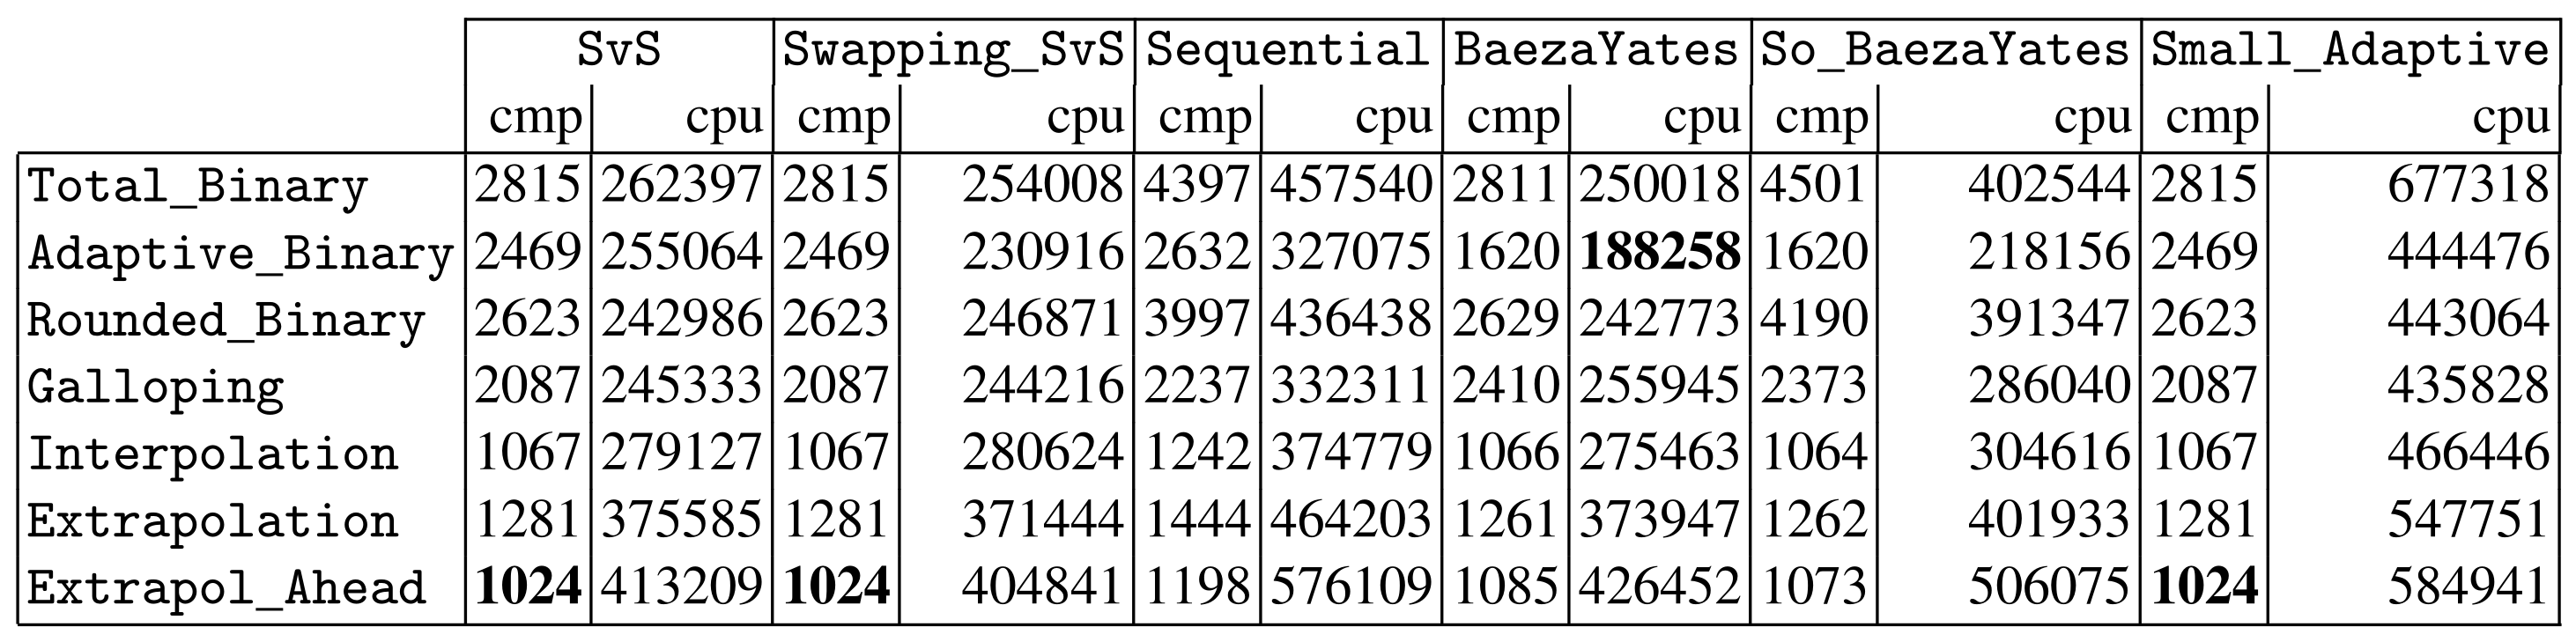 SvS Swapping_SvS Sequential BaezaYates So_BaezaYates Small_Adaptive
cmp cpu cmp cpu cmp cpu cmp cpu cmp cpu cmp cpu
Total_Binary 2815 262397 2815 254008 4397 457540 2811 250018 4501 402544 2815 677318
Adaptive_Binary 2469 255064 2469 230916 2632 327075 1620 188258 1620 218156 2469 444476
Rounded_Binary 2623 242986 2623 246871 3997 436438 2629 242773 4190 391347 2623 443064
Galloping 2087 245333 2087 244216 2237 332311 2410 255945 2373 286040 2087 435828
Interpolation 1067 279127 1067 280624 1242 374779 1066 275463 1064 304616 1067 466446
Extrapolation 1281 375585 1281 371444 1444 464203 1261 373947 1262 401933 1281 547751
Extrapol_Ahead 1024 413209 1024 404841 1198 576109 1085 426452 1073 506075 1024 584941